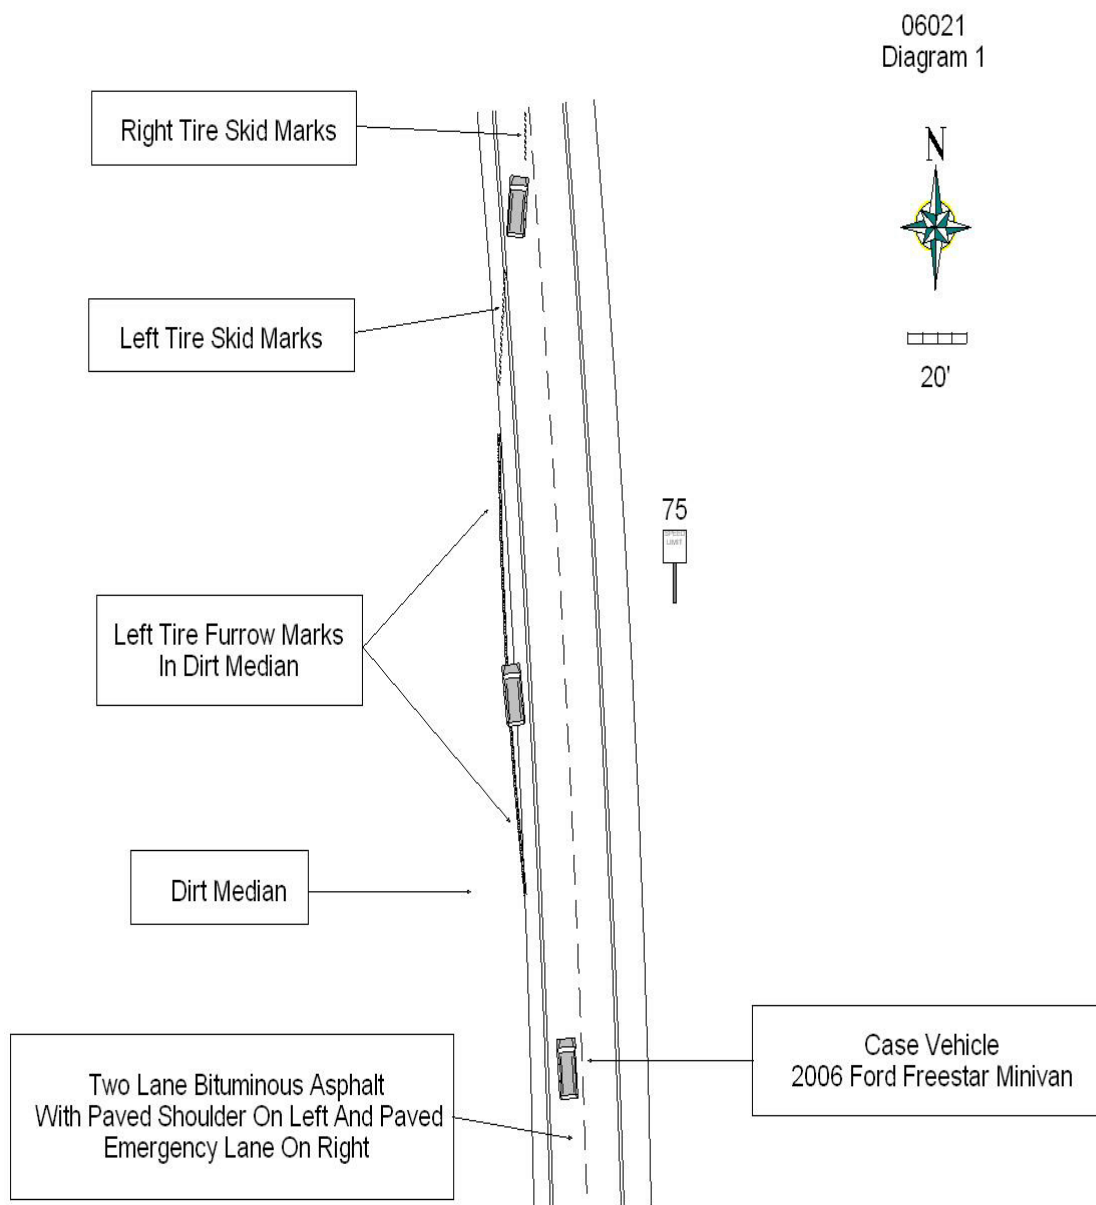 06021
Diagram 1
Right Tire Skid Marks
N
Left Tire Skid Marks
20'
75
SPEED
LIMIT
Left Tire Furrow Marks
In Dirt Median
Dirt Median
Case Vehicle
2006 Ford Freestar Minivan
Two Lane Bituminous Asphalt
With Paved Shoulder On Left And Paved
Emergency Lane On Right